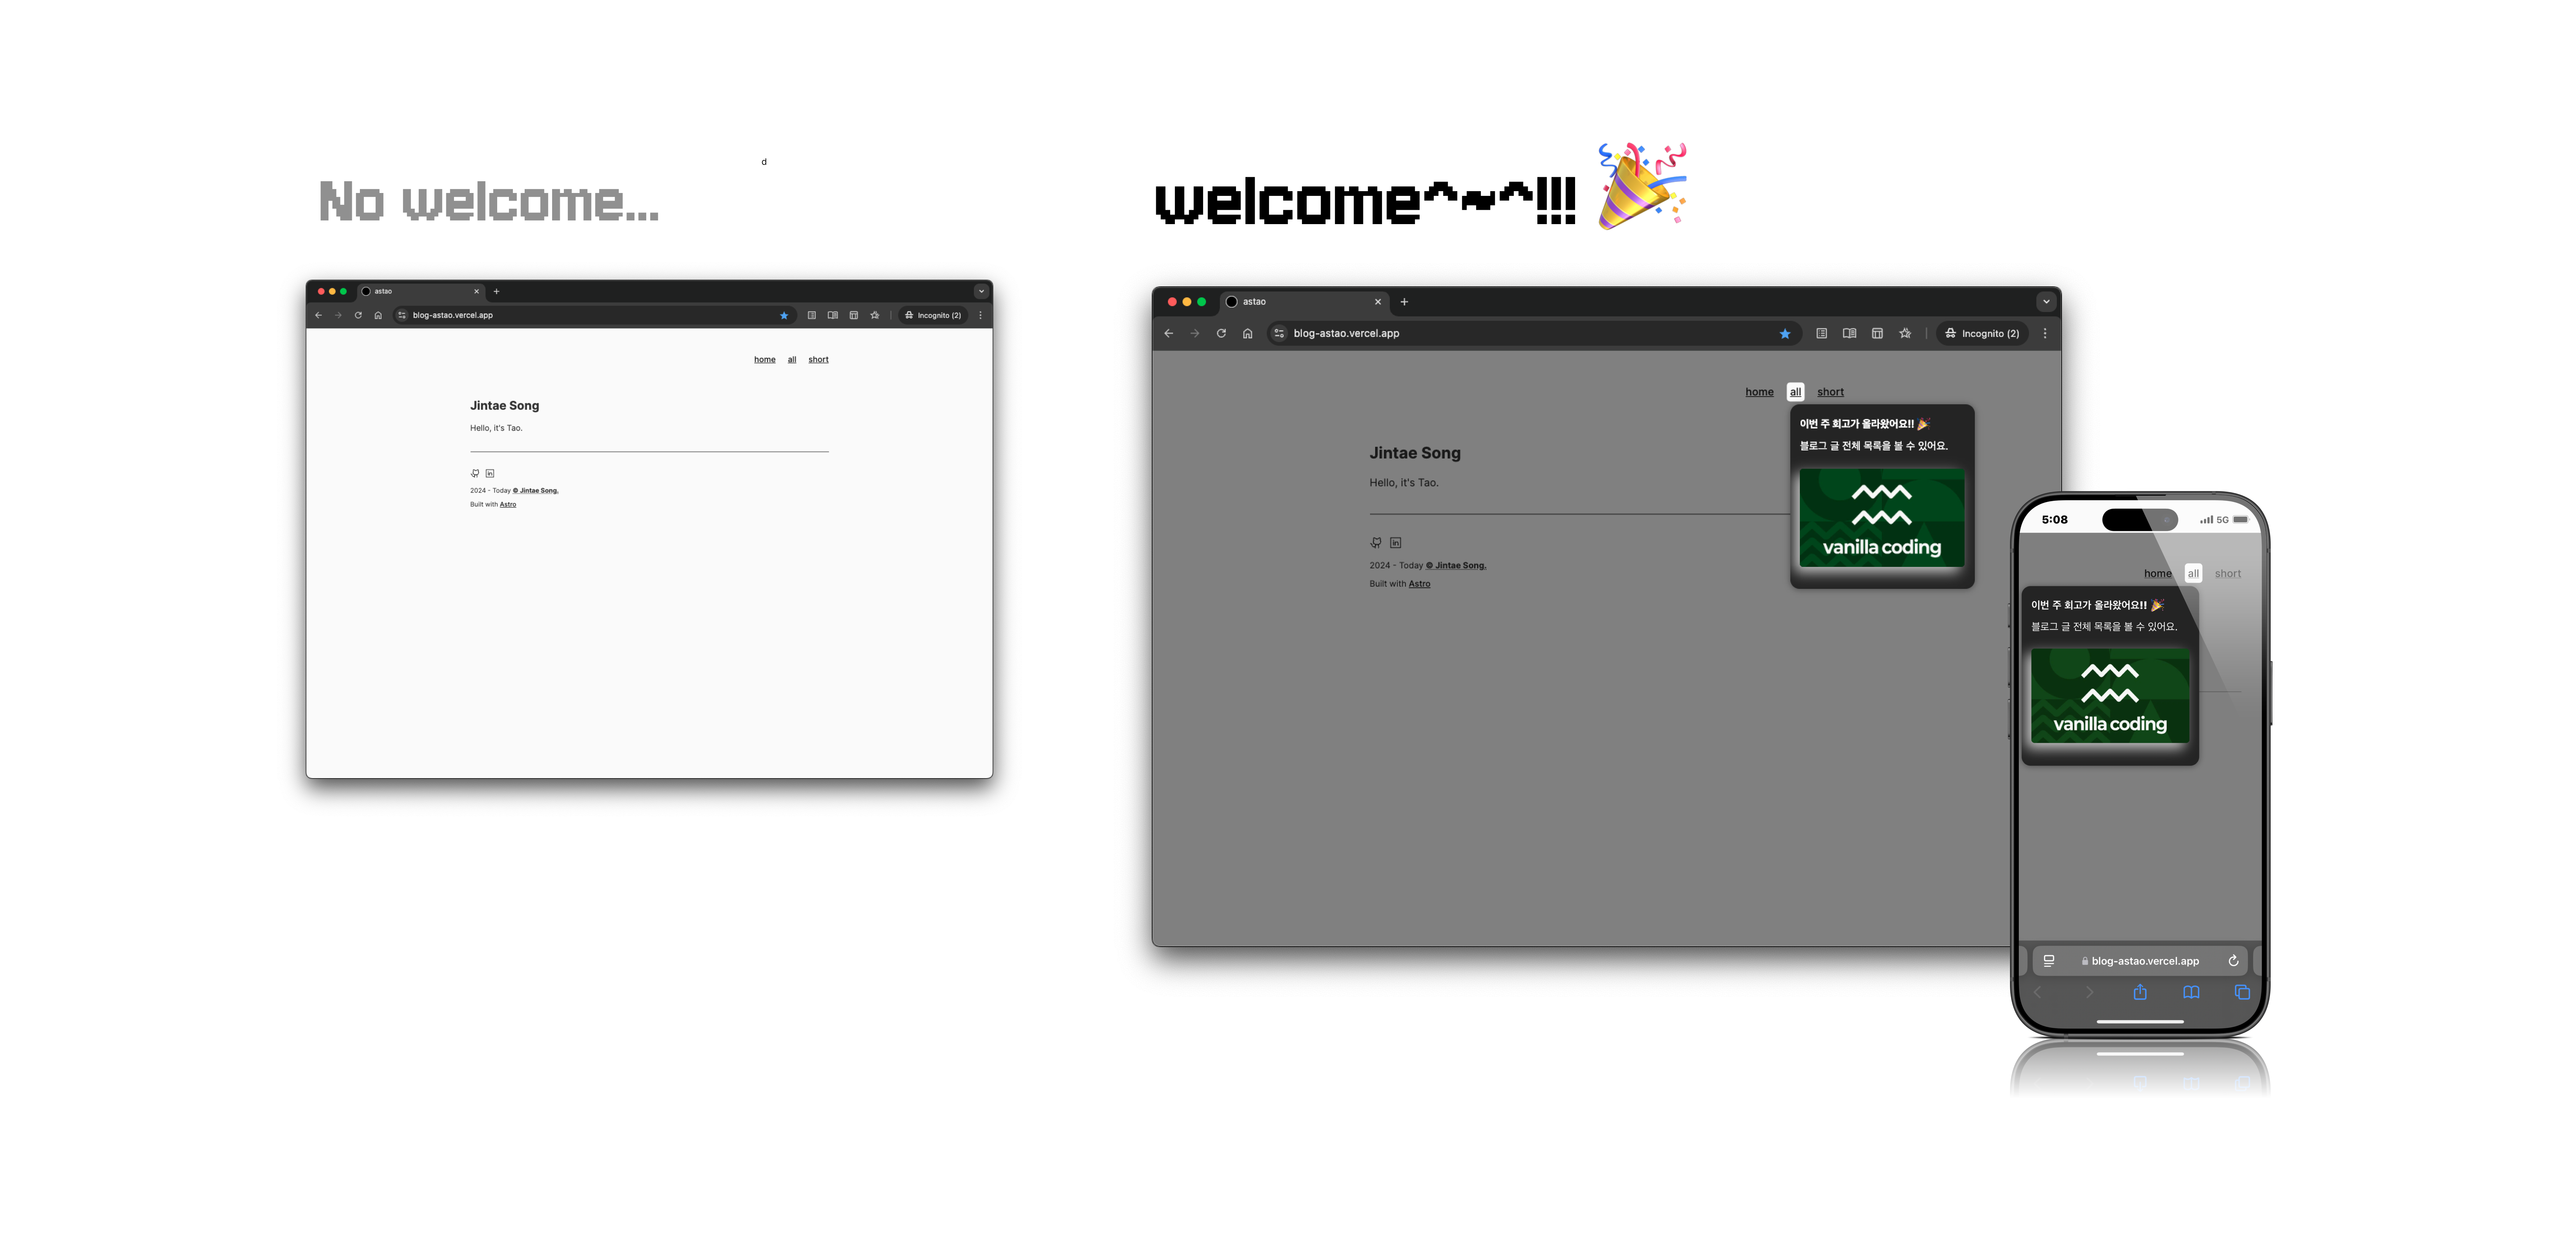 d
No welcome...
welcome^~^!!! 🎉
astao
blog-astao.vercel.app
Incognito (2)
home all short
Jintae Song
Hello, it's Tao.
in
2024 - Today © Jintae Song.
Built with Astro
astao
blog-astao.vercel.app
Incognito (2)
home all short
이번 주 회고가 올라왔어요!! 🎉
블로그 글 전체 목록을 볼 수 있어요.
vanilla coding
Jintae Song
Hello, it's Tao.
in
2024 - Today © Jintae Song.
Built with Astro
5:08
5G
home all short
이번 주 회고가 올라왔어요!! 🎉
블로그 글 전체 목록을 볼 수 있어요.
vanilla coding
blog-astao.vercel.app